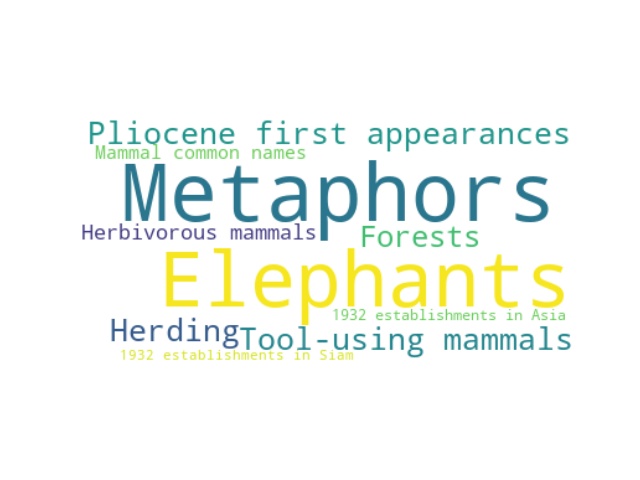 Pliocene first appearances
Mammal common names
Metaphors
Herbivorous mammals
Forests
Elephants
1932 establishments in Asia
Herding
Tool-using mammals
1932 establishments in Siam